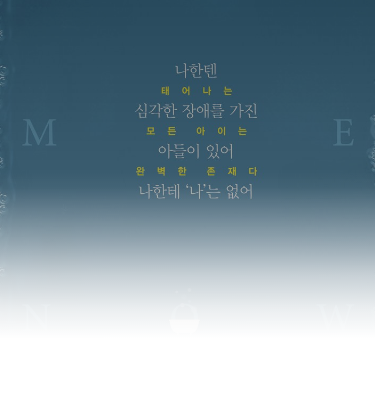 나한텐
태어나는
심각한 장애를 가진
모든 아이는
아들이 있어
완벽한 존재다
나한테 '나'는 없어
M E
N W